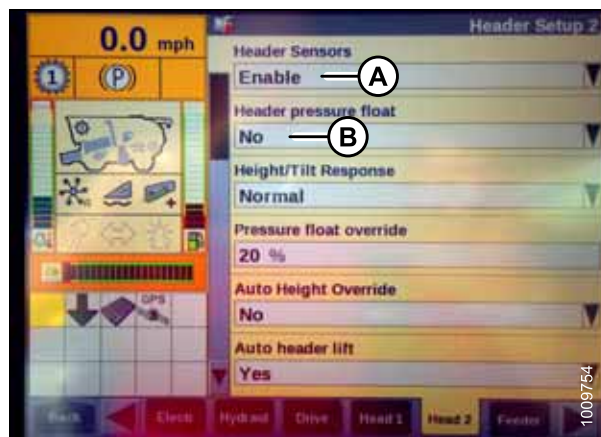 0.0 mph
Header Setup 2
1
(P)
Header Sensors
Enable
A
Header pressure float
No
B
Height/Tilt Response
Normal
Pressure float override
20 %
GPS
Auto Height Override
No
Auto header lift
Yes
1009754
Back
Electr
Hydraul
Drive
Head 1
Head 2
Feeder